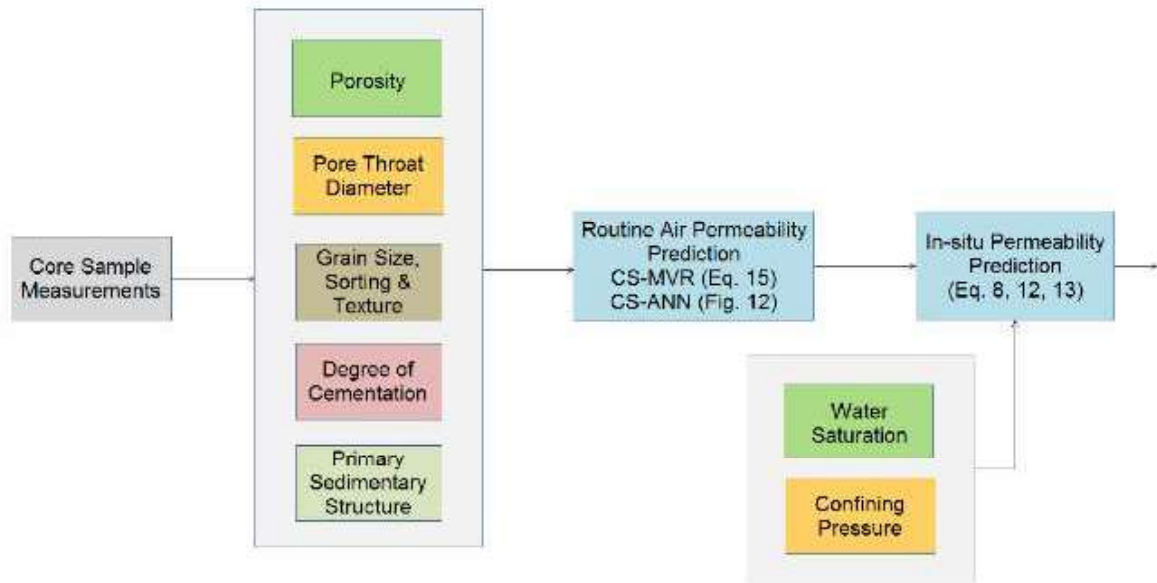 Porosity
Pore Throat
Diameter
Grain Size,
Sorting &
Texture
Degree of
Cementation
Primary
Sedimentary
Structure
Core Sample
Measurements
Routine Air Permeability
Prediction
CS-MVR (Eq. 15)
CS-ANN (Fig. 12)
In-situ Permeability
Prediction
(Eq. 8, 12, 13)
Water
Saturation
Confining
Pressure